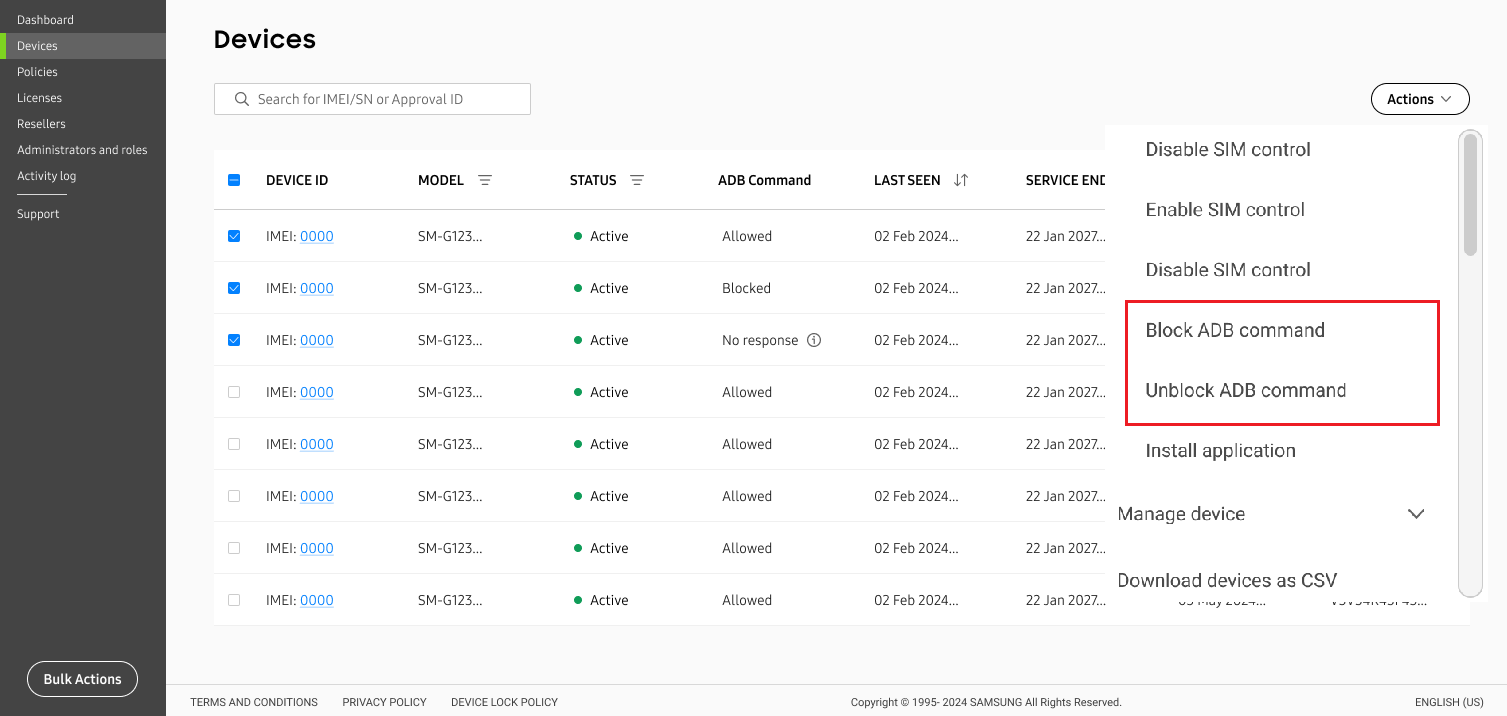 Dashboard
Devices
Policies
Licenses
Resellers
Administrators and roles
Activity log
Support
Bulk Actions
Devices
Search for IMEI/SN or Approval ID
Actions
DEVICE ID MODEL STATUS ADB Command LAST SEEN SERVICE END
IMEI: 0000 SM-G123... Active Allowed 02 Feb 2024... 22 Jan 2027...
IMEI: 0000 SM-G123... Active Blocked 02 Feb 2024... 22 Jan 2027...
IMEI: 0000 SM-G123... Active No response 02 Feb 2024... 22 Jan 2027...
IMEI: 0000 SM-G123... Active Allowed 02 Feb 2024... 22 Jan 2027...
IMEI: 0000 SM-G123... Active Allowed 02 Feb 2024... 22 Jan 2027...
IMEI: 0000 SM-G123... Active Allowed 02 Feb 2024... 22 Jan 2027...
IMEI: 0000 SM-G123... Active Allowed 02 Feb 2024... 22 Jan 2027...
IMEI: 0000 SM-G123... Active Allowed 02 Feb 2024... 22 Jan 2027...
Disable SIM control
Enable SIM control
Disable SIM control
Block ADB command
Unblock ADB command
Install application
Manage device
Download devices as CSV
TERMS AND CONDITIONS PRIVACY POLICY DEVICE LOCK POLICY Copyright © 1995- 2024 SAMSUNG All Rights Reserved. ENGLISH (US)